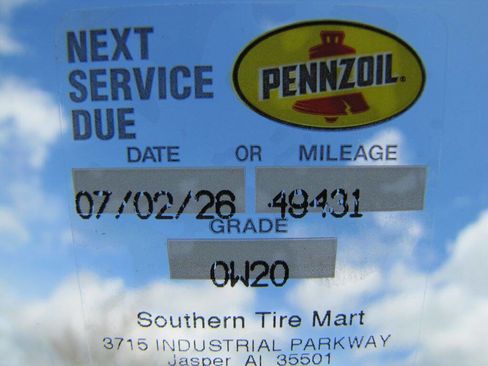 NEXT
SERVICE
DUE
PENNZOIL®
DATE OR MILEAGE
07/02/26 49431
GRADE
0W20
Southern Tire Mart
3715 INDUSTRIAL PARKWAY
Jasper Al 35501